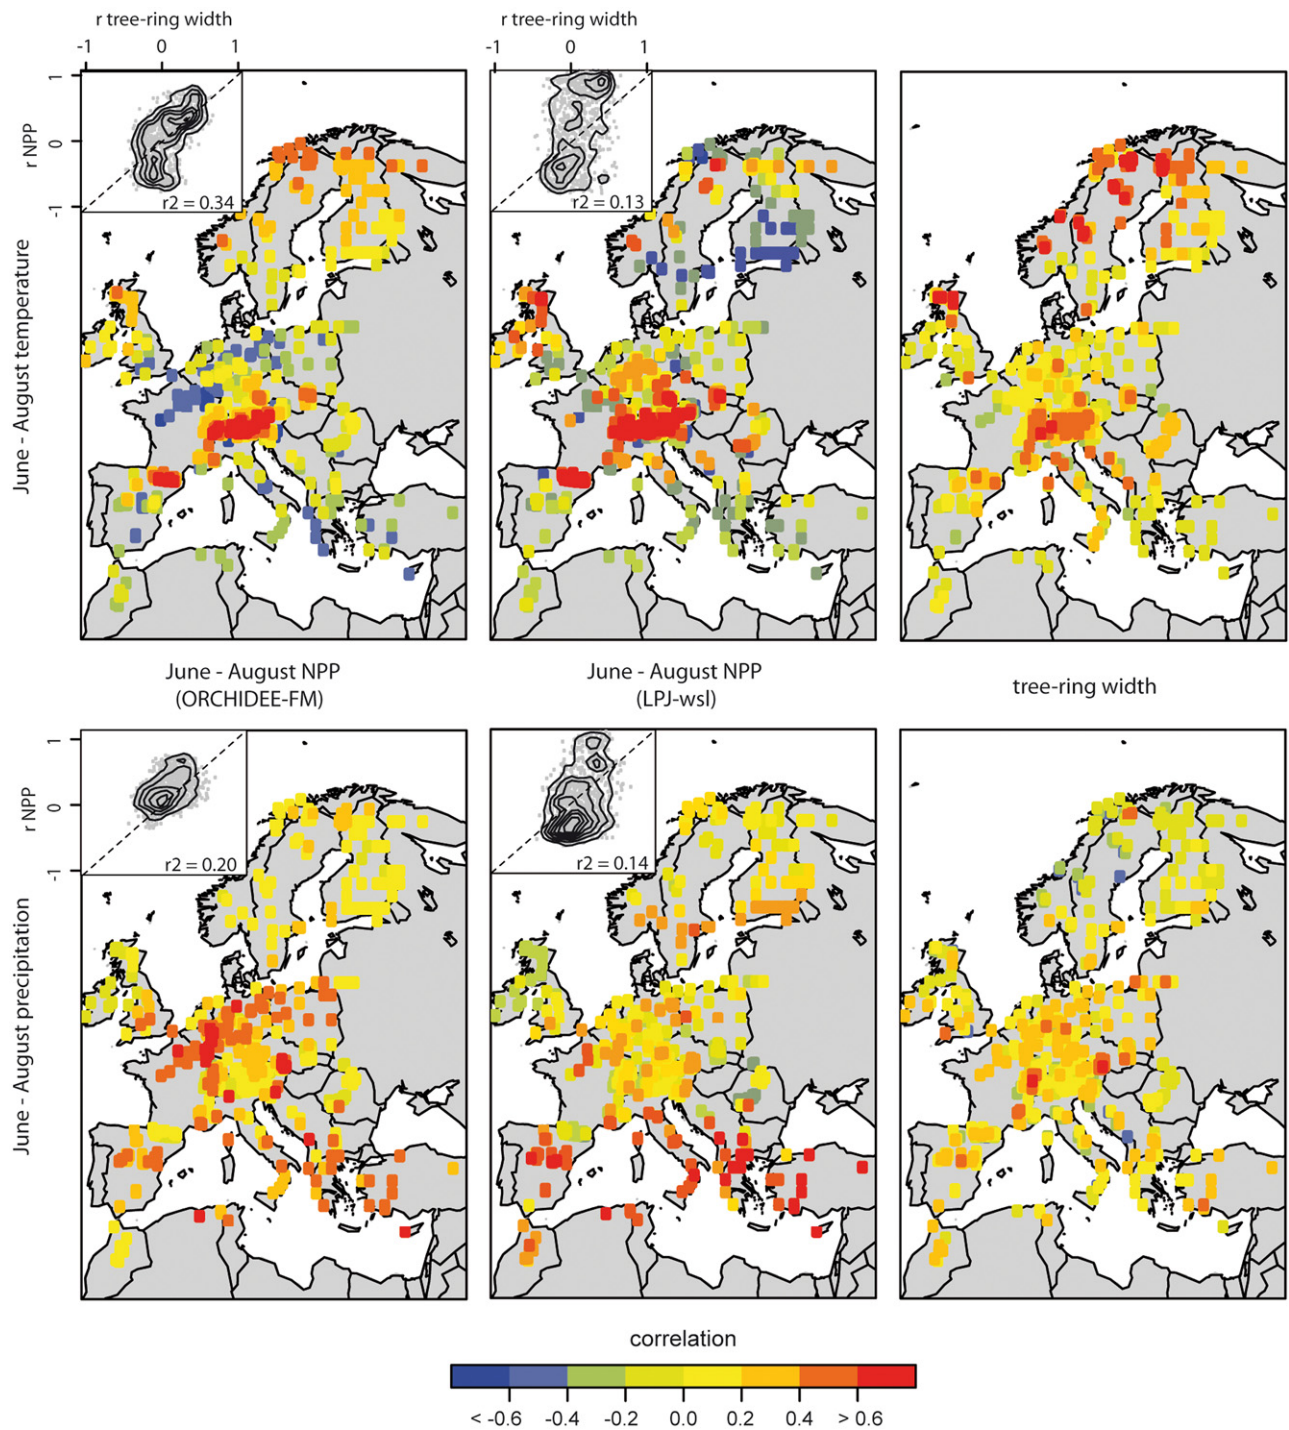 r tree-ring width
r tree-ring width
-1 0 1
-1 0 1
1
0
-1
r NPP
r2 = 0.34
r2 = 0.13
June - August temperature
June - August NPP
(ORCHIDEE-FM)
June - August NPP
(LPJ-wsl)
tree-ring width
1
0
-1
r NPP
r2 = 0.20
r2 = 0.14
June - August precipitation
correlation
< -0.6 -0.4 -0.2 0.0 0.2 0.4 > 0.6